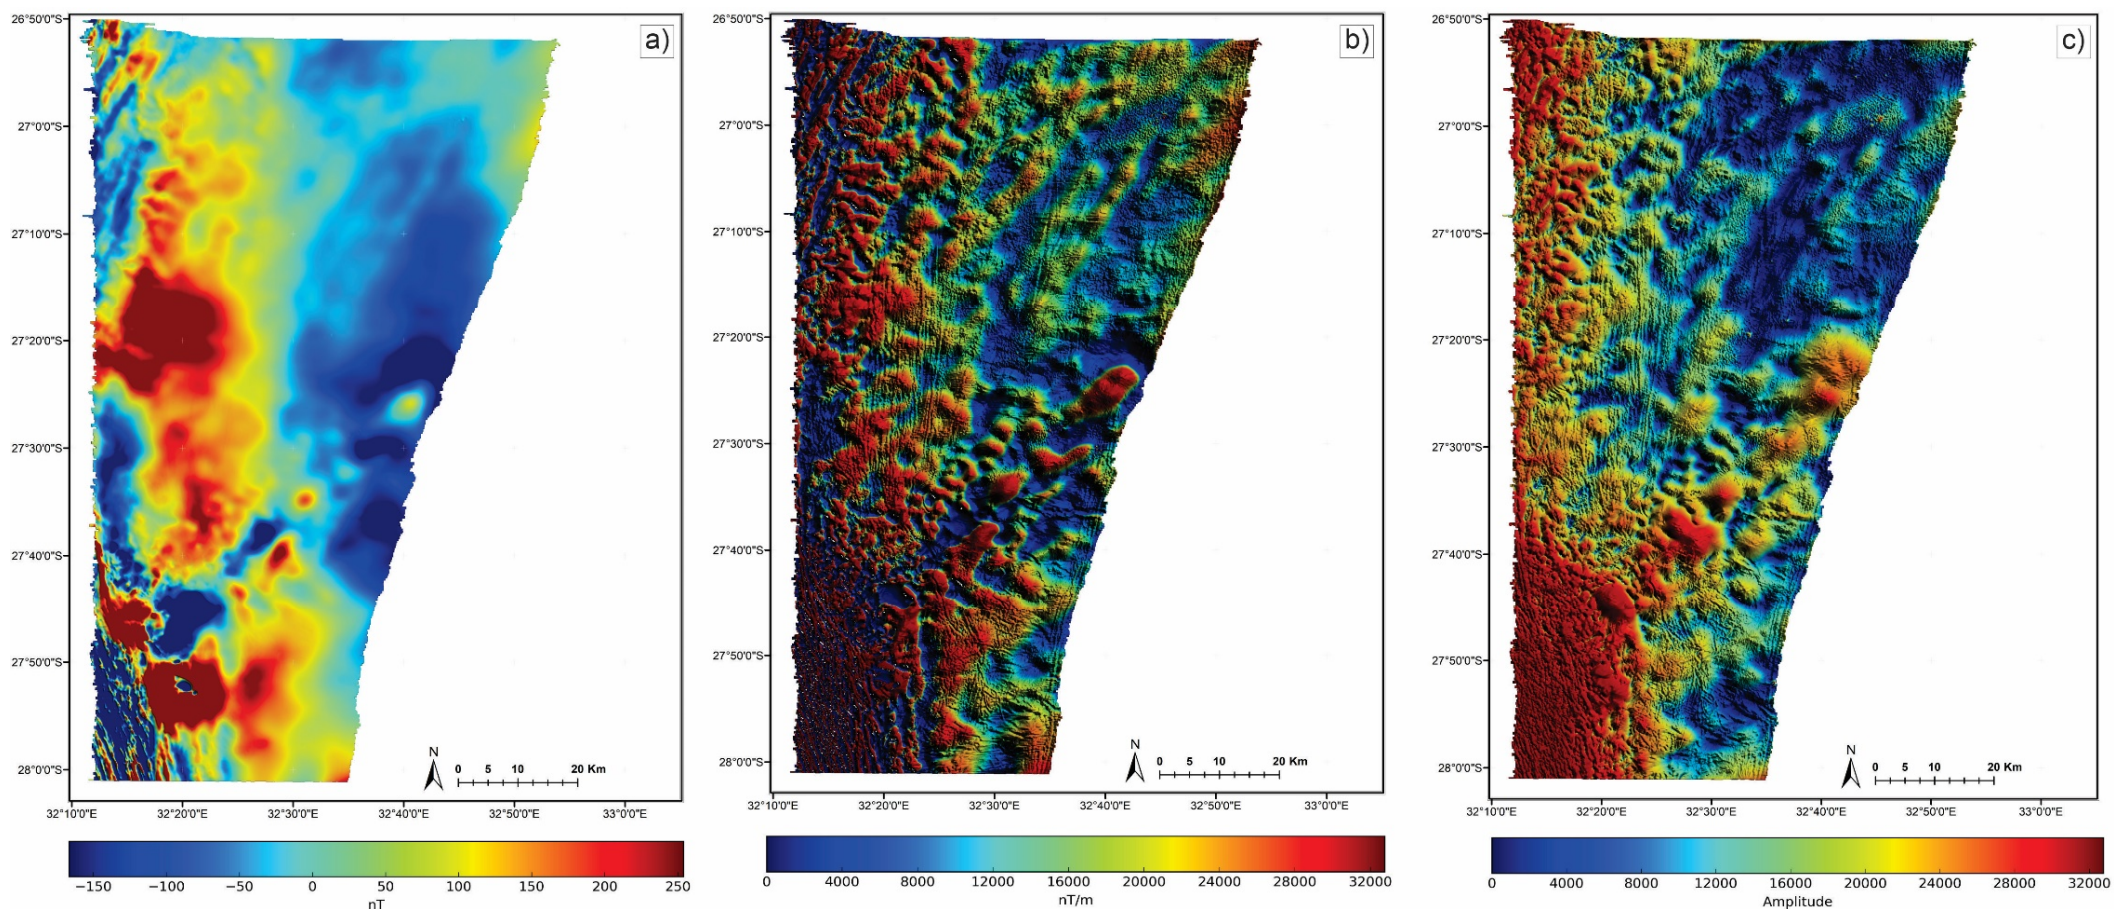 a)
26°50'0"S
27°0'0"S
27°10'0"S
27°20'0"S
27°30'0"S
27°40'0"S
27°50'0"S
28°0'0"S
N
0 5 10 20 Km
32°10'0"E 32°20'0"E 32°30'0"E 32°40'0"E 32°50'0"E 33°0'0"E
−150 −100 −50 0 50 100 150 200 250
nT
b)
26°50'0"S
27°0'0"S
27°10'0"S
27°20'0"S
27°30'0"S
27°40'0"S
27°50'0"S
28°0'0"S
N
0 5 10 20 Km
32°10'0"E 32°20'0"E 32°30'0"E 32°40'0"E 32°50'0"E 33°0'0"E
0 4000 8000 12000 16000 20000 24000 28000 32000
nT/m
c)
26°50'0"S
27°0'0"S
27°10'0"S
27°20'0"S
27°30'0"S
27°40'0"S
27°50'0"S
28°0'0"S
N
0 5 10 20 Km
32°10'0"E 32°20'0"E 32°30'0"E 32°40'0"E 32°50'0"E 33°0'0"E
0 4000 8000 12000 16000 20000 24000 28000 32000
Amplitude